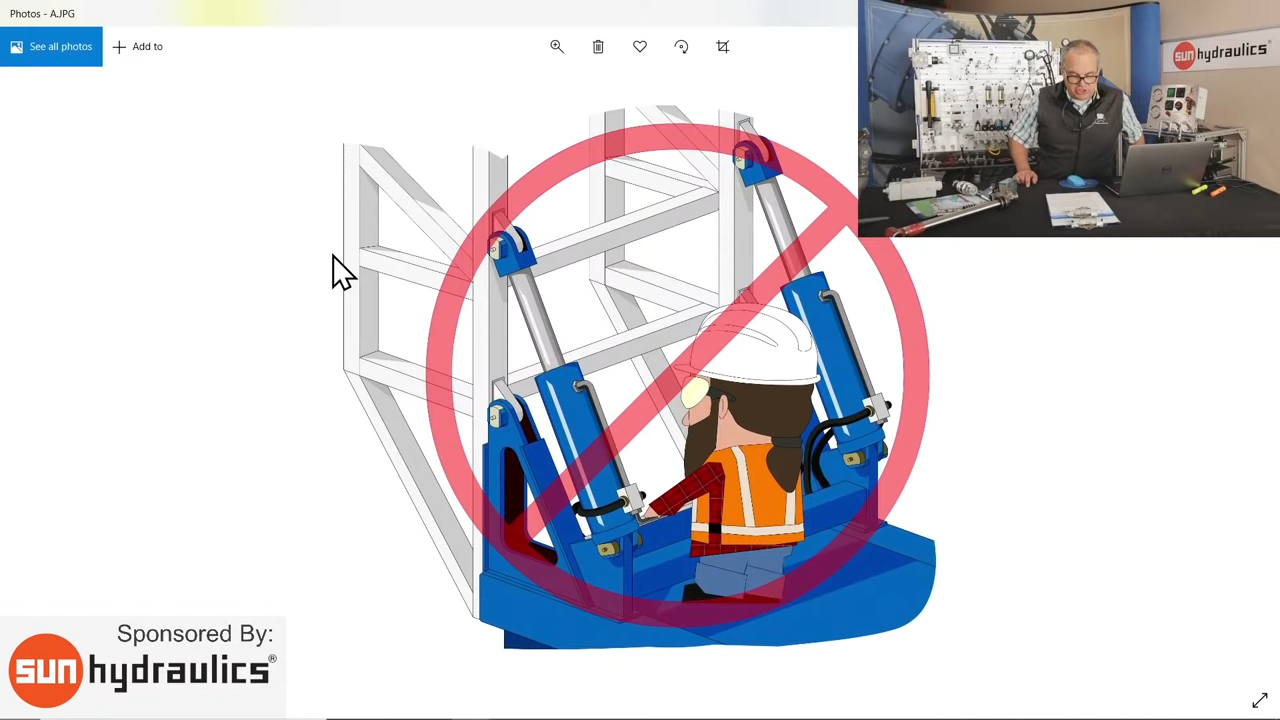 Photos - A.JPG
See all photos
Add to
sun hydraulics®
Sponsored By:
sun hydraulics®